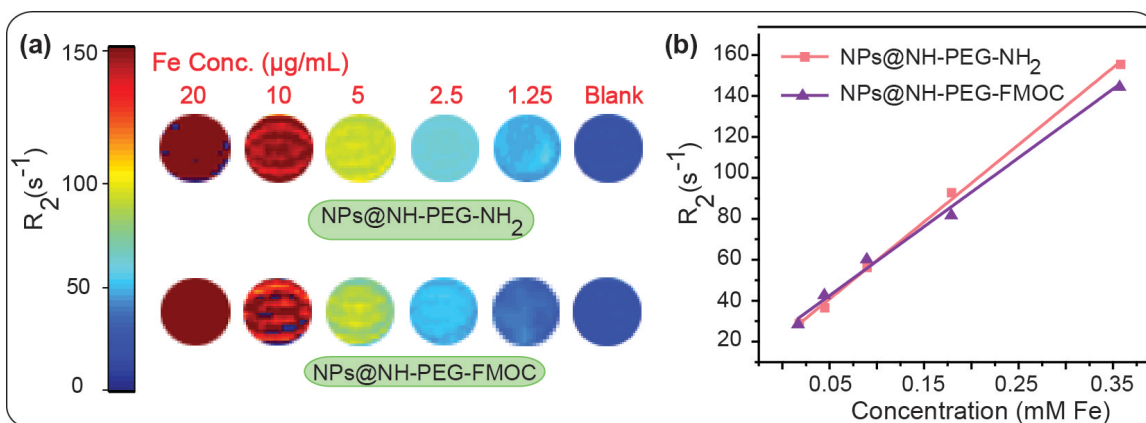 (a)
Fe Conc. (µg/mL)
20 10 5 2.5 1.25 Blank
NPs@NH-PEG-NH2
NPs@NH-PEG-FMOC
R2(s-1)
150
100
50
0
(b)
NPs@NH-PEG-NH2
NPs@NH-PEG-FMOC
R2(s-1)
160
140
120
100
80
60
40
20
0.05 0.15 0.25 0.35
Concentration (mM Fe)